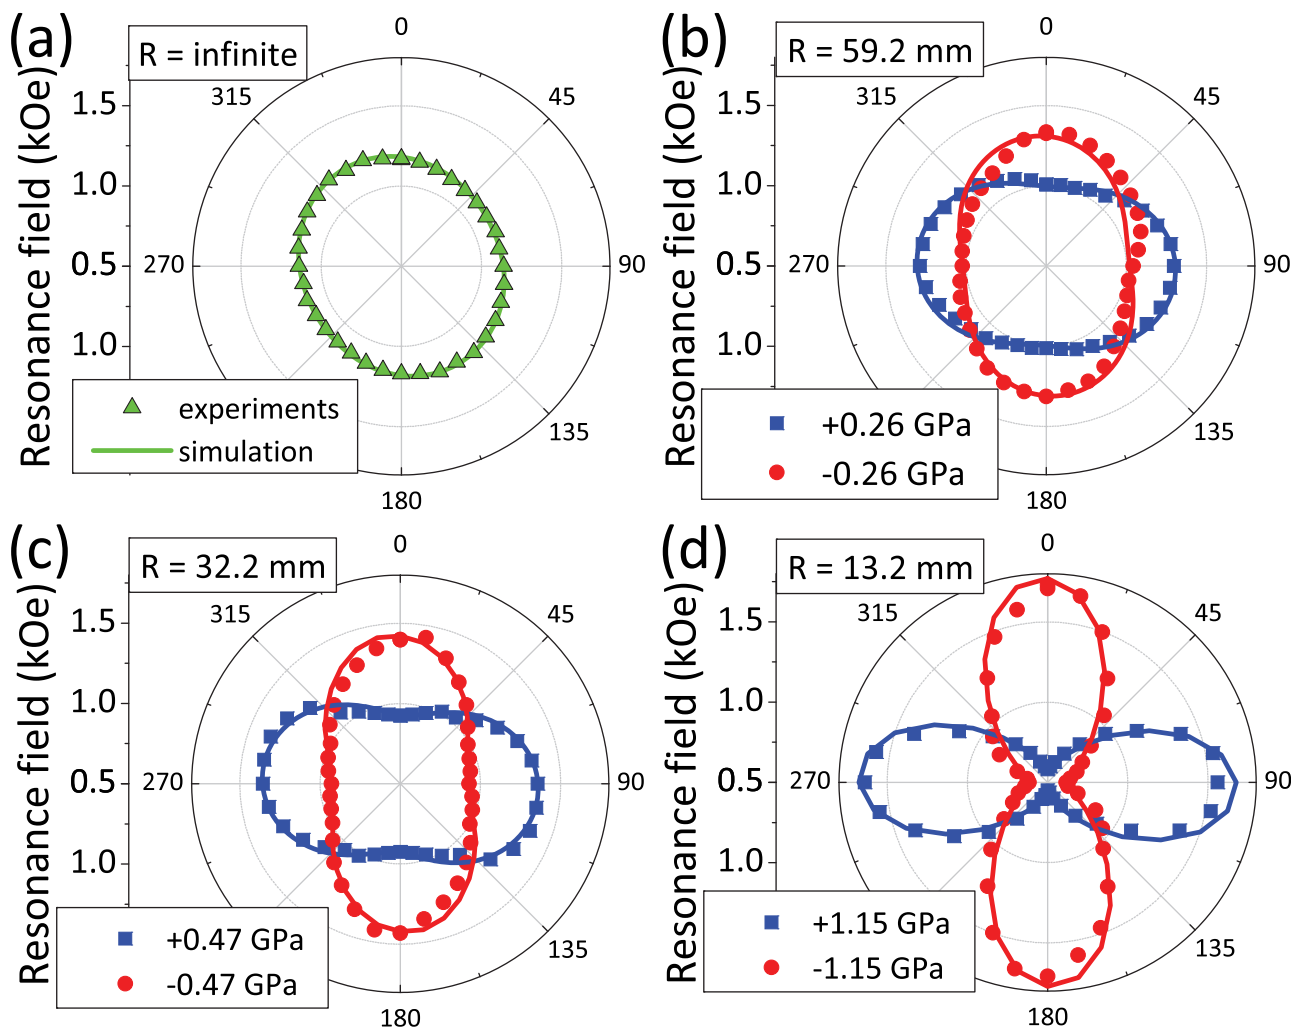 (a)
R = infinite
0
45
90
135
180
270
315
Resonance field (kOe)
1.5
1.0
0.5
1.0
experiments
simulation
(b)
R = 59.2 mm
0
45
90
135
180
270
315
Resonance field (kOe)
1.5
1.0
0.5
1.0
+0.26 GPa
-0.26 GPa
(c)
R = 32.2 mm
0
45
90
135
180
270
315
Resonance field (kOe)
1.5
1.0
0.5
1.0
+0.47 GPa
-0.47 GPa
(d)
R = 13.2 mm
0
45
90
135
180
270
315
Resonance field (kOe)
1.5
1.0
0.5
1.0
+1.15 GPa
-1.15 GPa